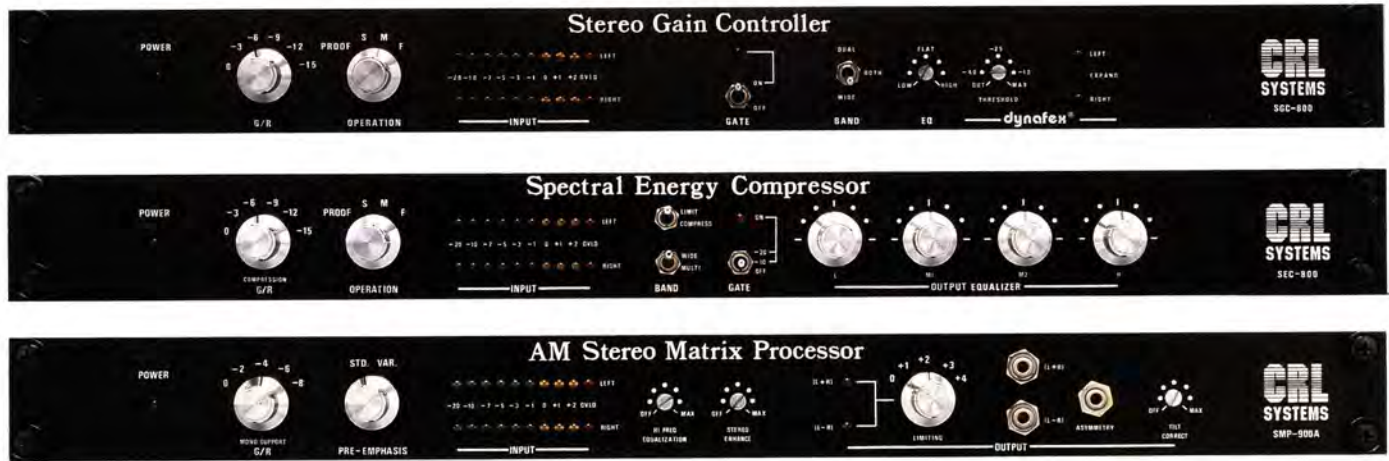 Stereo Gain Controller
POWER
-3 -6 -9 -12
0 -15
G/R
PROOF S M F
OPERATION
LEFT
-20 -10 -7 -5 -3 -1 0 +1 +2 OVLD
RIGHT
INPUT
ON
OFF
GATE
DUAL
BOTH
WIDE
BAND
FLAT
LOW HIGH
EQ
-25
-40 -10
OUT MAX
THRESHOLD
LEFT
EXPAND
RIGHT
dynafex®
CRL
SYSTEMS
SGC-800
Spectral Energy Compressor
POWER
-3 -6 -9 -12
0 -15
COMPRESSION
G/R
PROOF S M F
OPERATION
LEFT
-20 -10 -7 -5 -3 -1 0 +1 +2 OVLD
RIGHT
INPUT
LIMIT
COMPRESS
WIDE
MULTI
BAND
ON
-20
-10
OFF
GATE
L M1 M2 H
OUTPUT EQUALIZER
CRL
SYSTEMS
SEC-800
AM Stereo Matrix Processor
POWER
-2 -4 -6
0 -8
MONO SUPPORT
G/R
STD. VAR.
PRE-EMPHASIS
LEFT
-20 -10 -7 -5 -3 -1 0 +1 +2 OVLD
RIGHT
INPUT
OFF MAX
HI FREQ
EQUALIZATION
OFF MAX
STEREO
ENHANCE
(L+R)
(L-R)
0 +1 +2 +3 +4
LIMITING
(L+R)
(L-R)
ASYMMETRY
OFF MAX
TILT
CORRECT
OUTPUT
CRL
SYSTEMS
SMP-900A